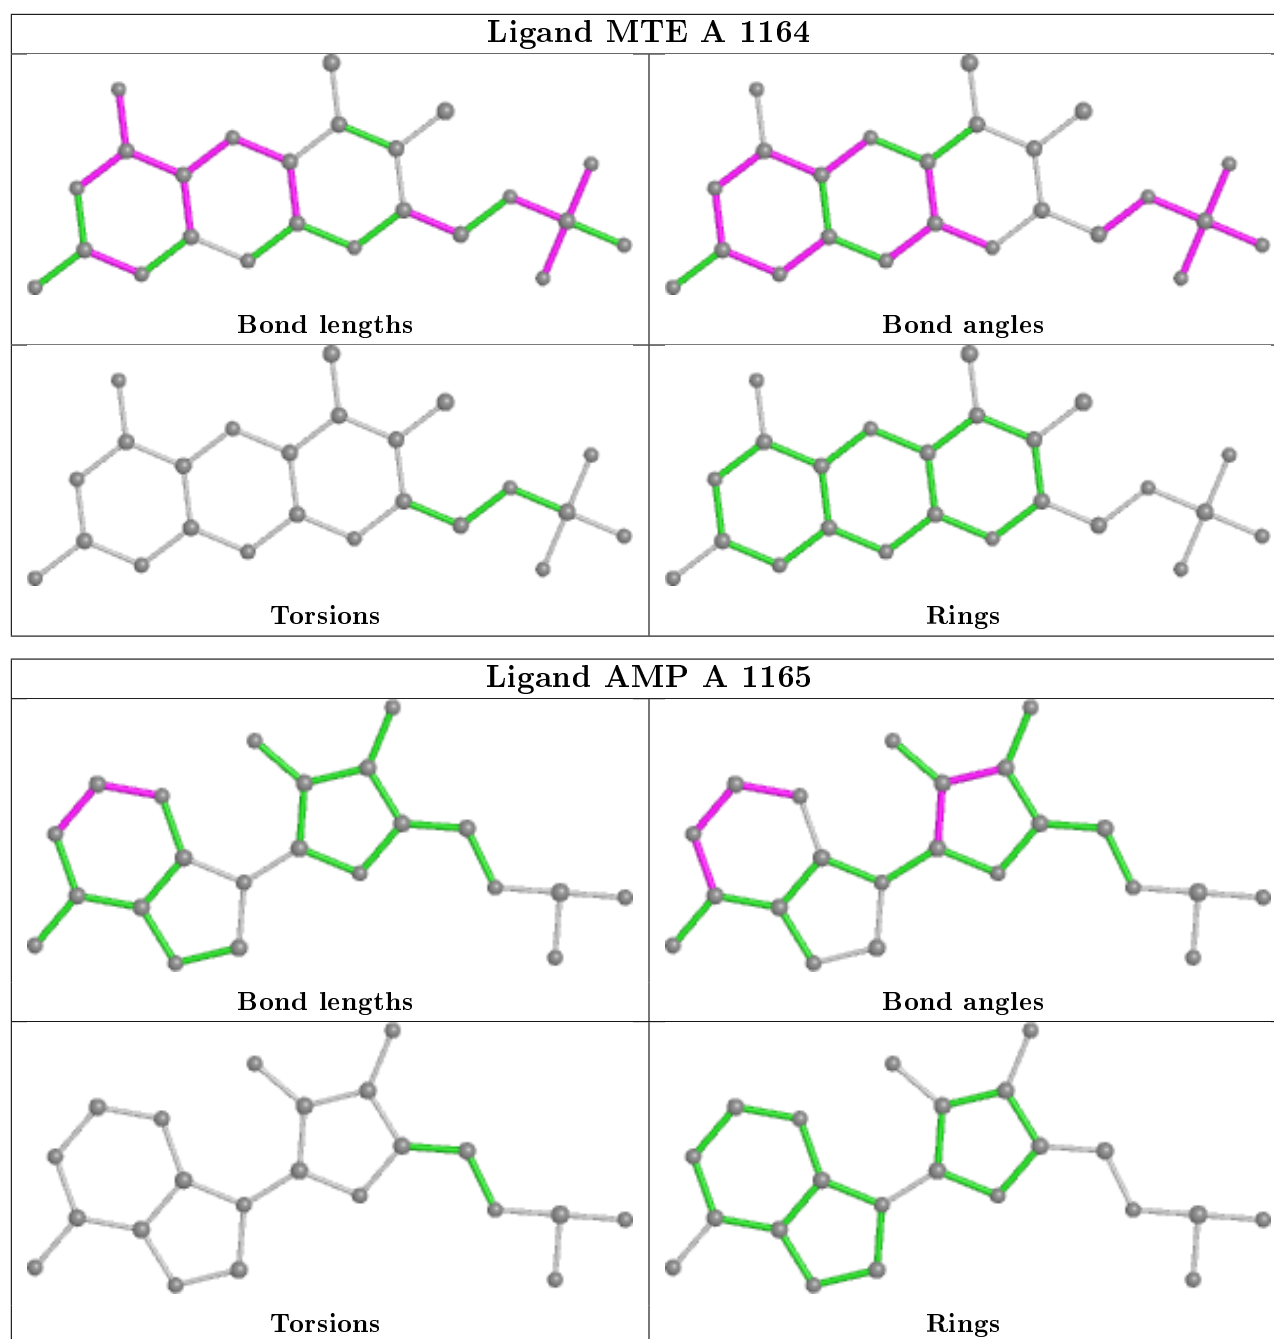 Ligand MTE A 1164
Bond lengths
Bond angles
Torsions
Rings
Ligand AMP A 1165
Bond lengths
Bond angles
Torsions
Rings